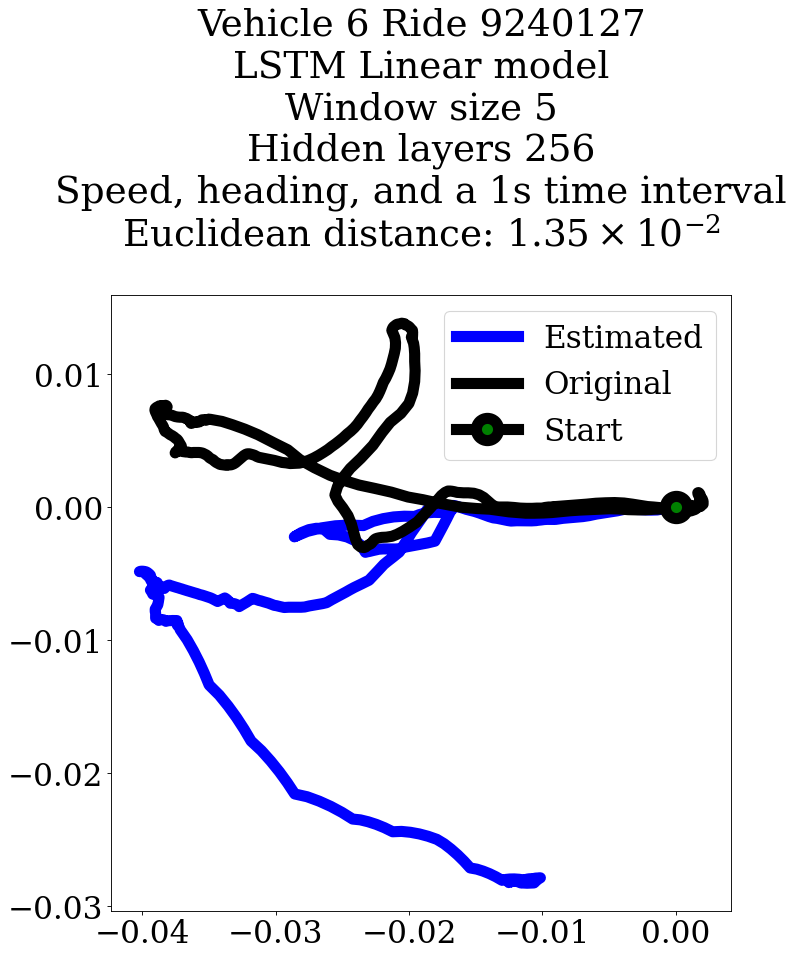 Vehicle 6 Ride 9240127
LSTM Linear model
Window size 5
Hidden layers 256
Speed, heading, and a 1s time interval
Euclidean distance: 1.35 × 10⁻²
Estimated
Original
Start
0.01
0.00
−0.01
−0.02
−0.03
−0.04 −0.03 −0.02 −0.01 0.00